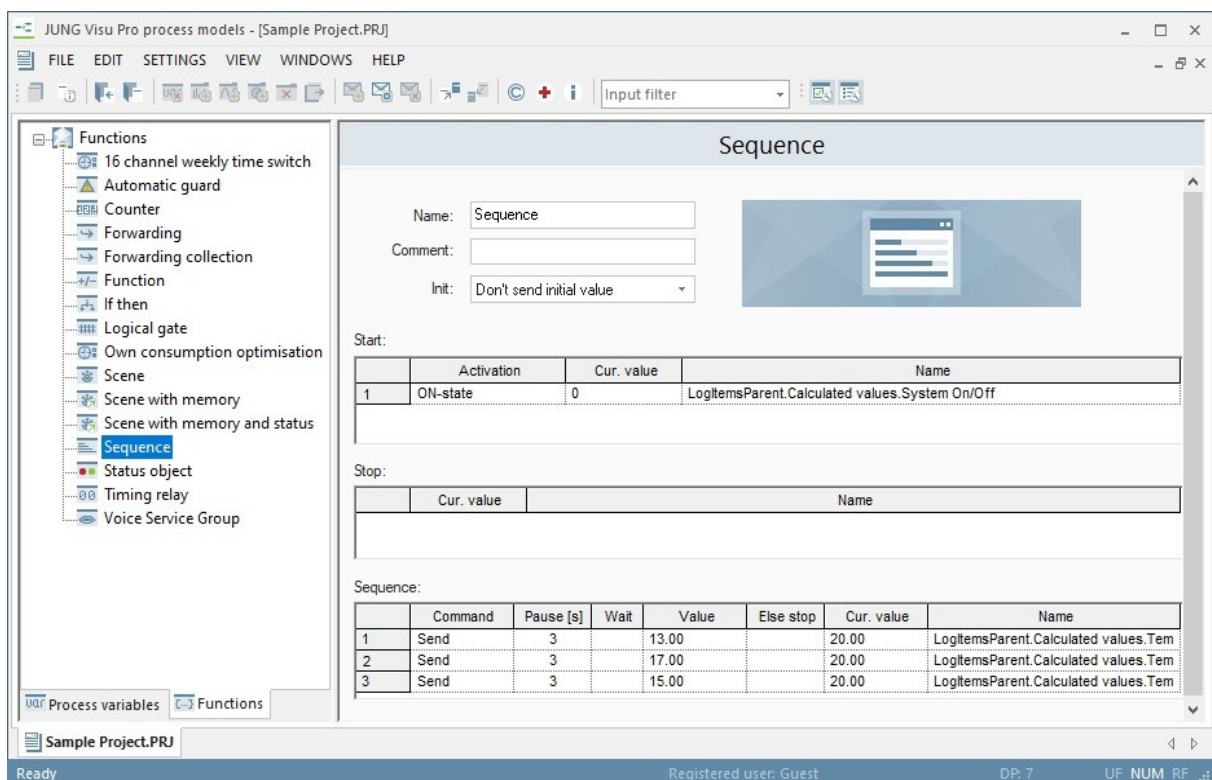 JUNG Visu Pro process models - [Sample Project.PRJ]
FILE EDIT SETTINGS VIEW WINDOWS HELP
Input filter
Functions
16 channel weekly time switch
Automatic guard
Counter
Forwarding
Forwarding collection
Function
If then
Logical gate
Own consumption optimisation
Scene
Scene with memory
Scene with memory and status
Sequence
Status object
Timing relay
Voice Service Group
Process variables Functions
Sequence
Name: Sequence
Comment:
Init: Don't send initial value
Start:
Activation Cur. value Name
1 ON-state 0 LogItemsParent.Calculated values.System On/Off
Stop:
Cur. value Name
Sequence:
Command Pause [s] Wait Value Else stop Cur. value Name
1 Send 3 13.00 20.00 LogItemsParent.Calculated values.Tem
2 Send 3 17.00 20.00 LogItemsParent.Calculated values.Tem
3 Send 3 15.00 20.00 LogItemsParent.Calculated values.Tem
Sample Project.PRJ
Ready Registered user: Guest DP: 7 UF NUM RF